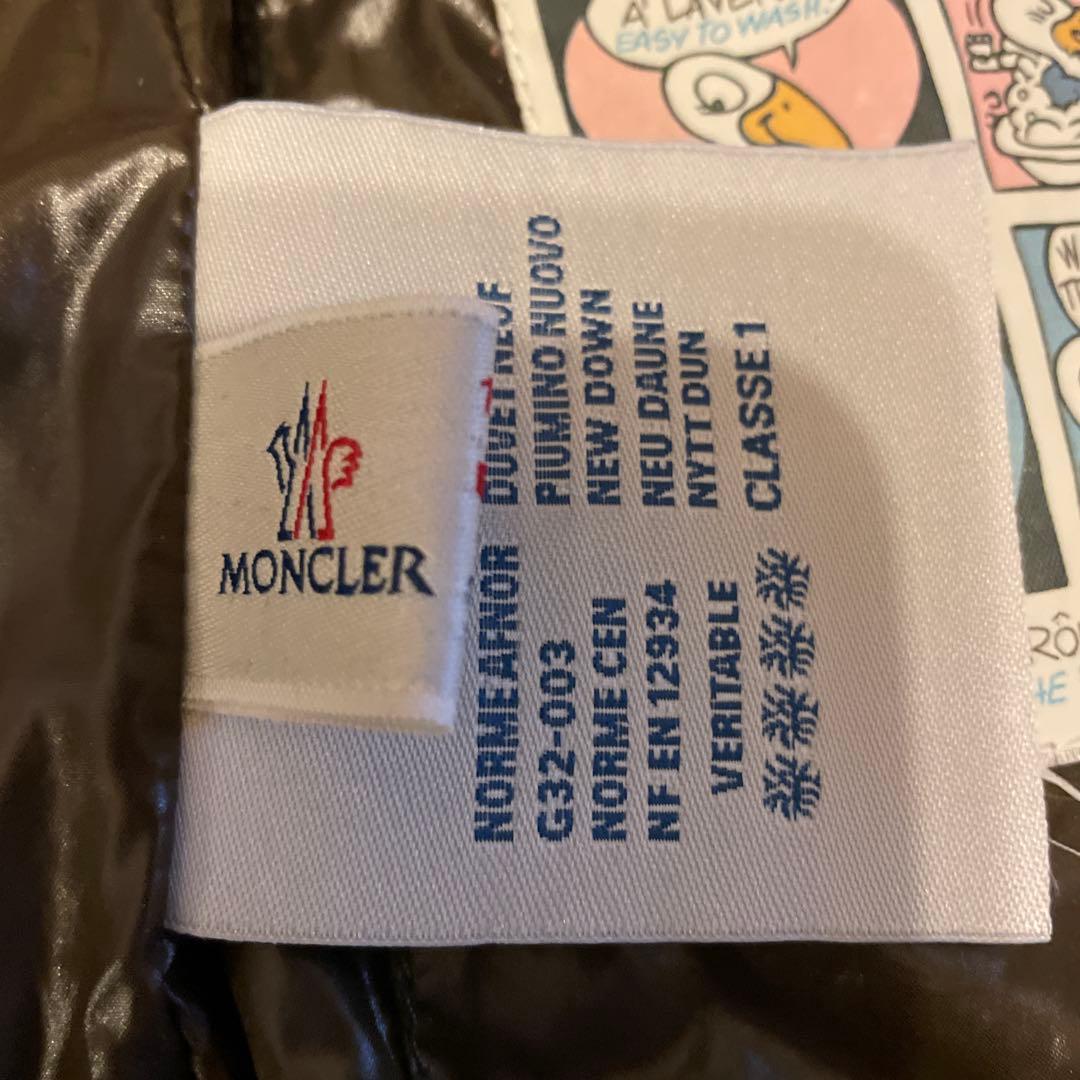 MONCLER
DUVET NEUF
PIUMINO NUOVO
NEW DOWN
NEU DAUNE
NYTT DUN
CLASSE 1
NORME AFNOR
G32-003
NORME CEN
NF EN 12934
VERITABLE
EASY TO WASH!